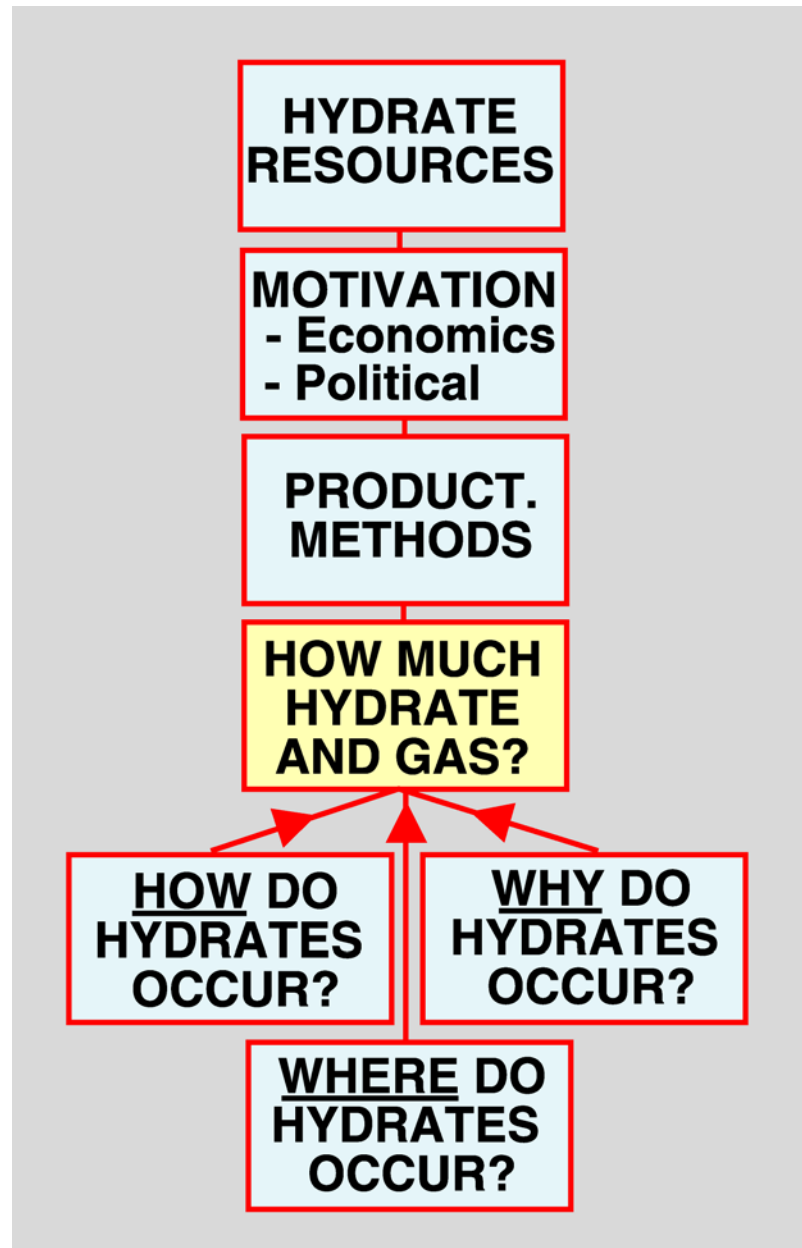 HYDRATE
RESOURCES
MOTIVATION
- Economics
- Political
PRODUCT.
METHODS
HOW MUCH
HYDRATE
AND GAS?
HOW DO
HYDRATES
OCCUR?
WHY DO
HYDRATES
OCCUR?
WHERE DO
HYDRATES
OCCUR?